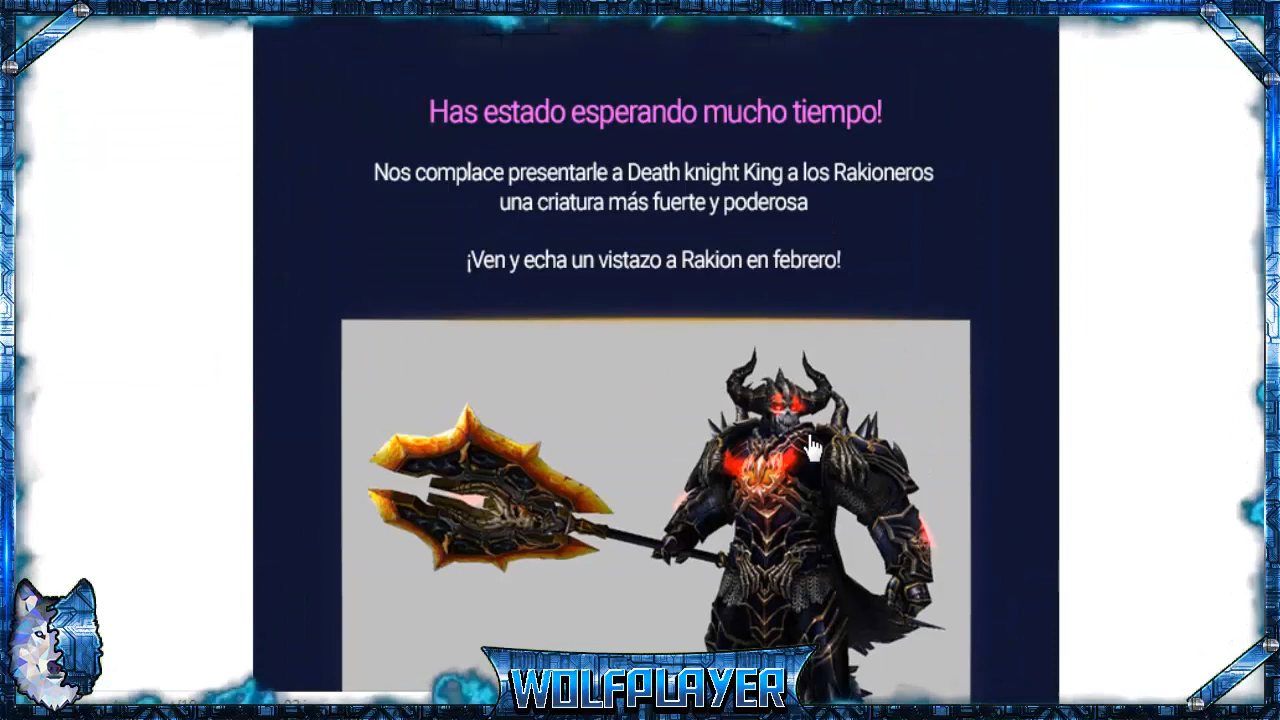 Has estado esperando mucho tiempo!
Nos complace presentarle a Death knight King a los Rakioneros
una criatura más fuerte y poderosa
¡Ven y echa un vistazo a Rakion en febrero!
WOLFPLAYER